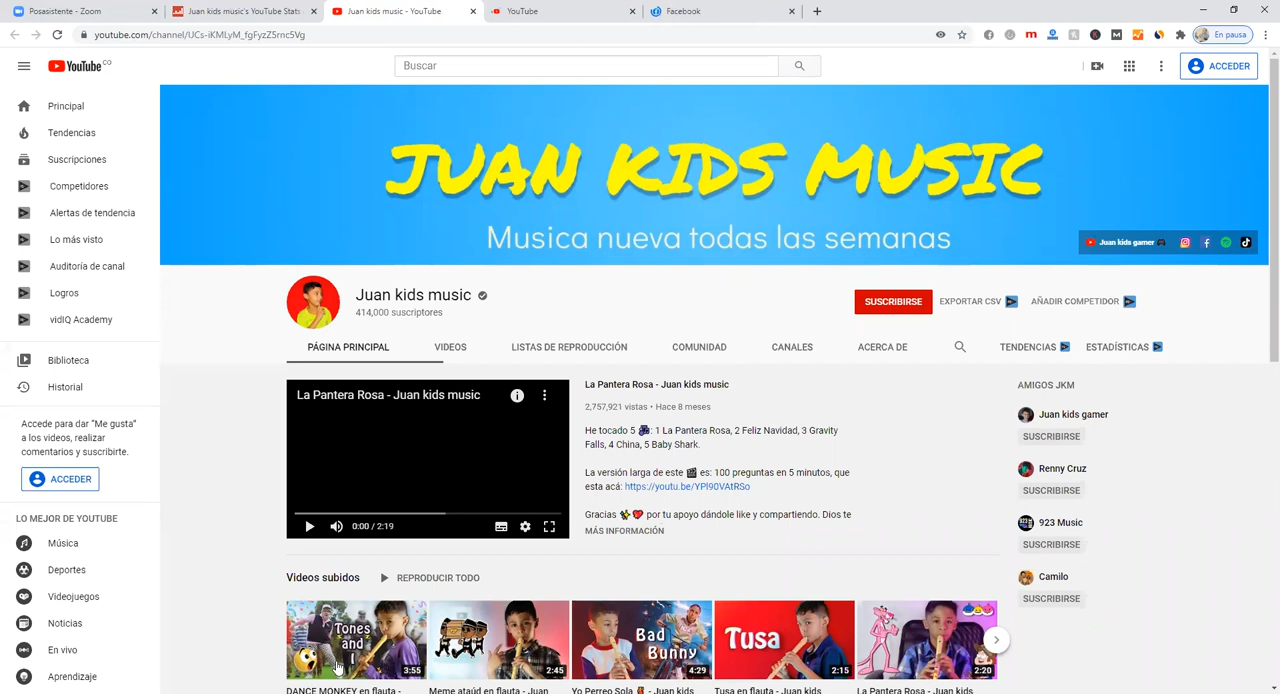 Posasistente - Zoom
Juan kids music's YouTube Stats
Juan kids music - YouTube
YouTube
Facebook
youtube.com/channel/UCs-iKMLyM_fgFyzZ5rnc5Vg
En pausa
YouTube CO
Buscar
ACCEDER
Principal
Tendencias
Suscripciones
Competidores
Alertas de tendencia
Lo más visto
Auditoría de canal
Logros
vidIQ Academy
Biblioteca
Historial
Accede para dar "Me gusta"
a los videos, realizar
comentarios y suscribirte.
ACCEDER
LO MEJOR DE YOUTUBE
Música
Deportes
Videojuegos
Noticias
En vivo
Aprendizaje
JUAN KIDS MUSIC
Musica nueva todas las semanas
Juan kids gamer
Juan kids music
414,000 suscriptores
SUSCRIBIRSE
EXPORTAR CSV
AÑADIR COMPETIDOR
PÁGINA PRINCIPAL
VIDEOS
LISTAS DE REPRODUCCIÓN
COMUNIDAD
CANALES
ACERCA DE
TENDENCIAS
ESTADÍSTICAS
La Pantera Rosa - Juan kids music
0:00 / 2:19
La Pantera Rosa - Juan kids music
2,757,921 vistas • Hace 8 meses
He tocado 5 : 1 La Pantera Rosa, 2 Feliz Navidad, 3 Gravity
Falls, 4 China, 5 Baby Shark.
La versión larga de este es: 100 preguntas en 5 minutos, que
esta acá: https://youtu.be/YPl90VAtRSo
Gracias por tu apoyo dándole like y compartiendo. Dios te
MÁS INFORMACIÓN
AMIGOS JKM
Juan kids gamer
SUSCRIBIRSE
Renny Cruz
SUSCRIBIRSE
923 Music
SUSCRIBIRSE
Camilo
SUSCRIBIRSE
Videos subidos
REPRODUCIR TODO
Tones
and
I
3:55
2:45
Bad
Bunny
4:29
Tusa
2:15
2:20
DANCE MONKEY en flauta -
Meme ataúd en flauta - Juan
Yo Perreo Sola - Juan kids
Tusa en flauta - Juan kids
La Pantera Rosa - Juan kids